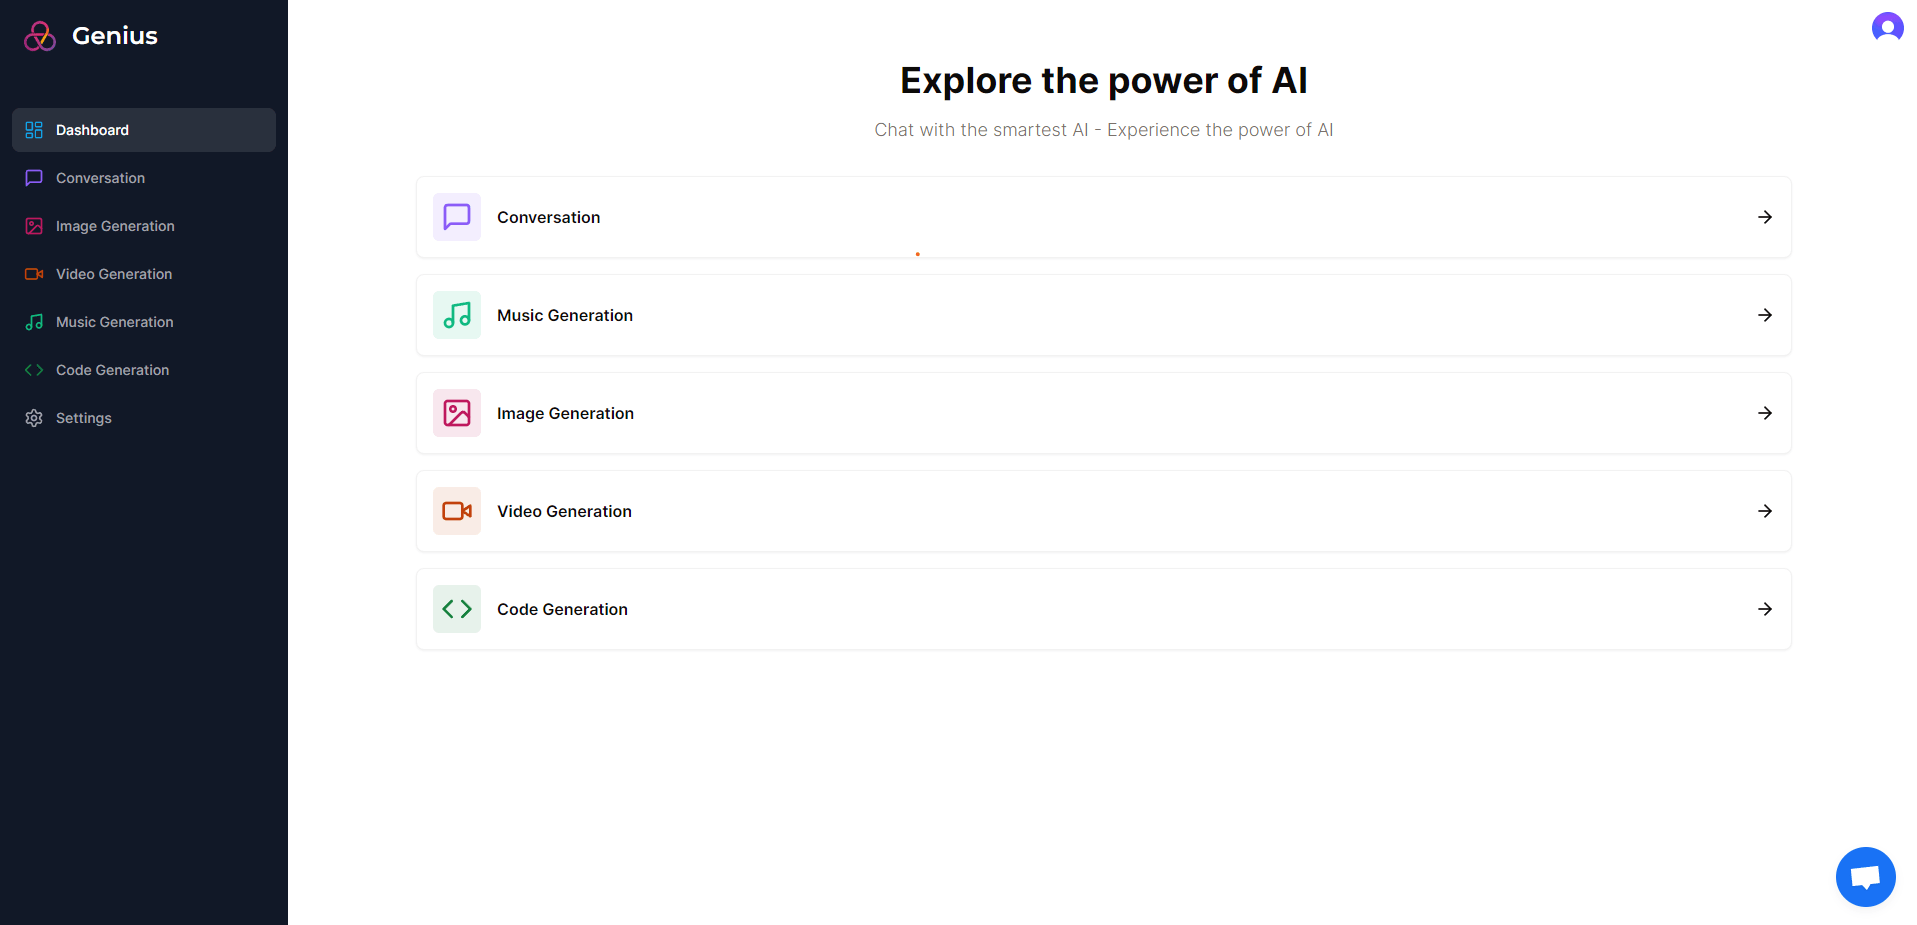 Genius
Dashboard
Conversation
Image Generation
Video Generation
Music Generation
Code Generation
Settings
Explore the power of AI
Chat with the smartest AI - Experience the power of AI
Conversation
Music Generation
Image Generation
Video Generation
Code Generation